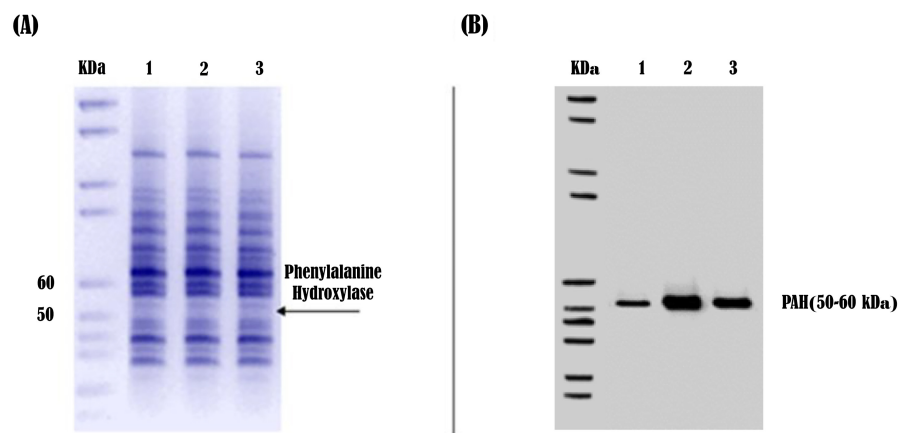 (A)
KDa 1 2 3
60
50
Phenylalanine
Hydroxylase
(B)
KDa 1 2 3
PAH(50-60 kDa)